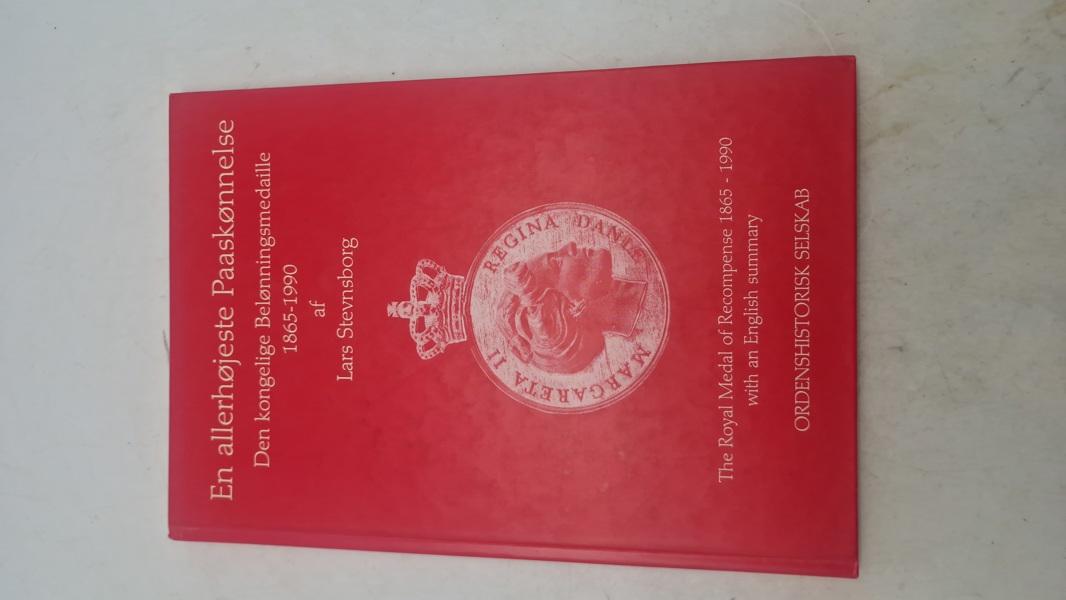 En allerhøjeste Paaskønnelse
Den kongelige Belønningsmedaille
1865-1990
af
Lars Stevnsborg
MARGARETA II REGINA DANIÆ
The Royal Medal of Recompense 1865 - 1990
with an English summary
ORDENSHISTORISK SELSKAB